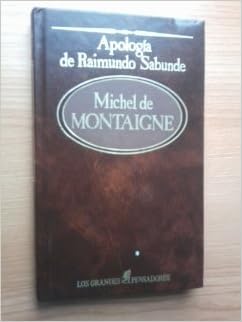 Apología
de Raimundo Sabunde
Michel de
MONTAIGNE
LOS GRANDES PENSADORES